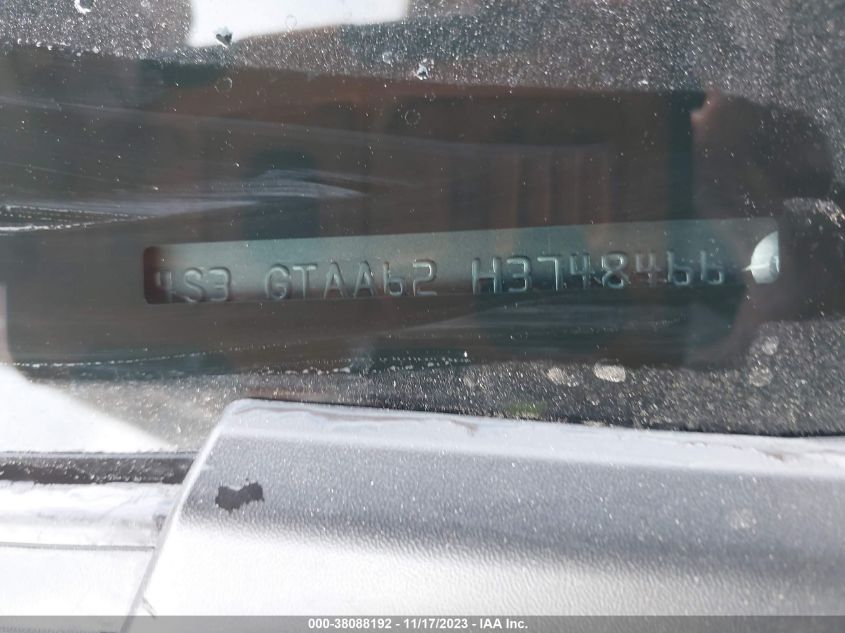 4S3 GTAA62 H3748466
000-38088192 - 11/17/2023 - IAA Inc.